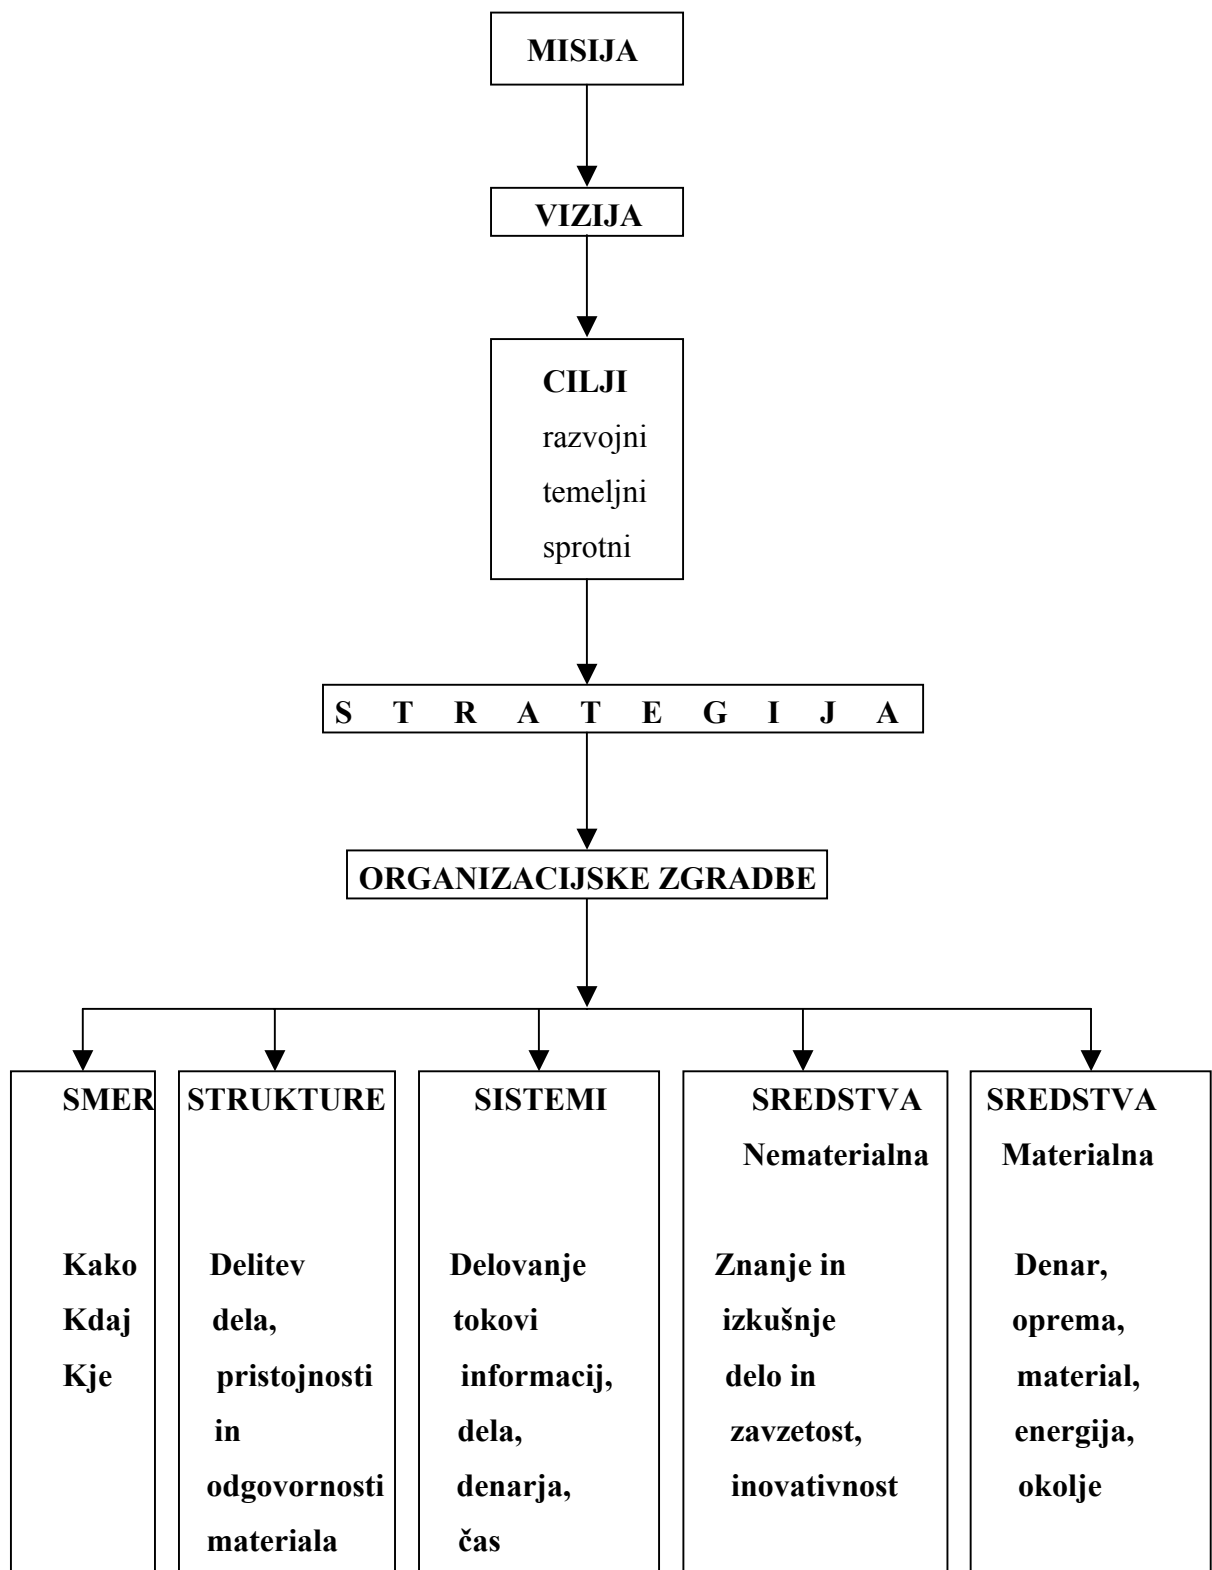 MISIJA
VIZIJA
CILJI
razvojni
temeljni
sprotni
S T R A T E G I J A
ORGANIZACIJSKE ZGRADBE
SMER
Kako
Kdaj
Kje
STRUKTURE
Delitev
dela,
pristojnosti
in
odgovornosti
materiala
SISTEMI
Delovanje
tokovi
informacij,
dela,
denarja,
čas
SREDSTVA
Nematerialna
Znanje in
izkušnje
delo in
zavzetost,
inovativnost
SREDSTVA
Materialna
Denar,
oprema,
material,
energija,
okolje